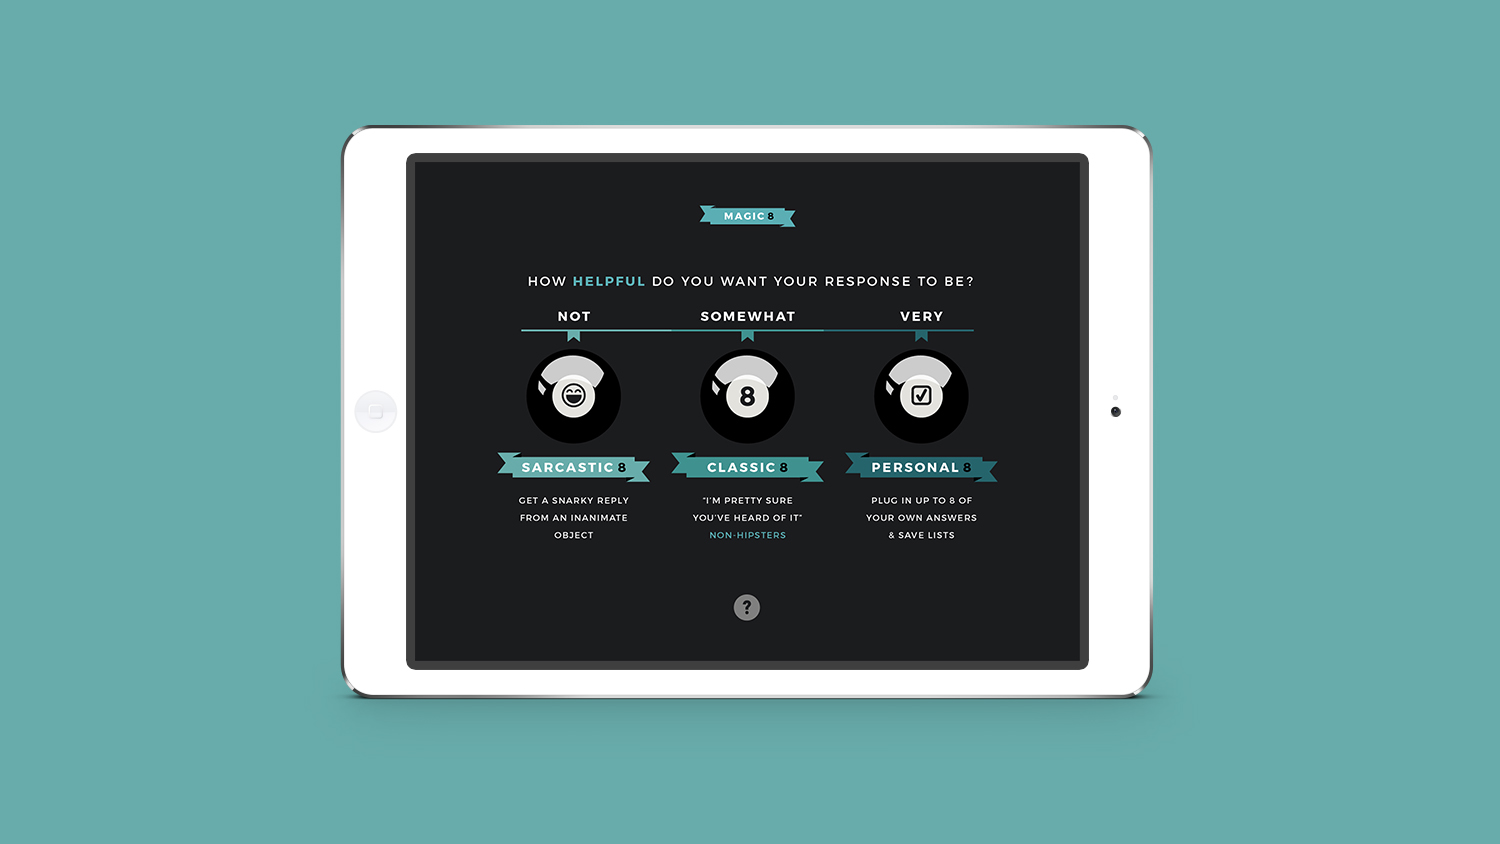 MAGIC 8
HOW HELPFUL DO YOU WANT YOUR RESPONSE TO BE?
NOT
SOMEWHAT
VERY
8
SARCASTIC 8
CLASSIC 8
PERSONAL 8
GET A SNARKY REPLY
FROM AN INANIMATE
OBJECT
"I'M PRETTY SURE
YOU'VE HEARD OF IT"
NON-HIPSTERS
PLUG IN UP TO 8 OF
YOUR OWN ANSWERS
& SAVE LISTS
?